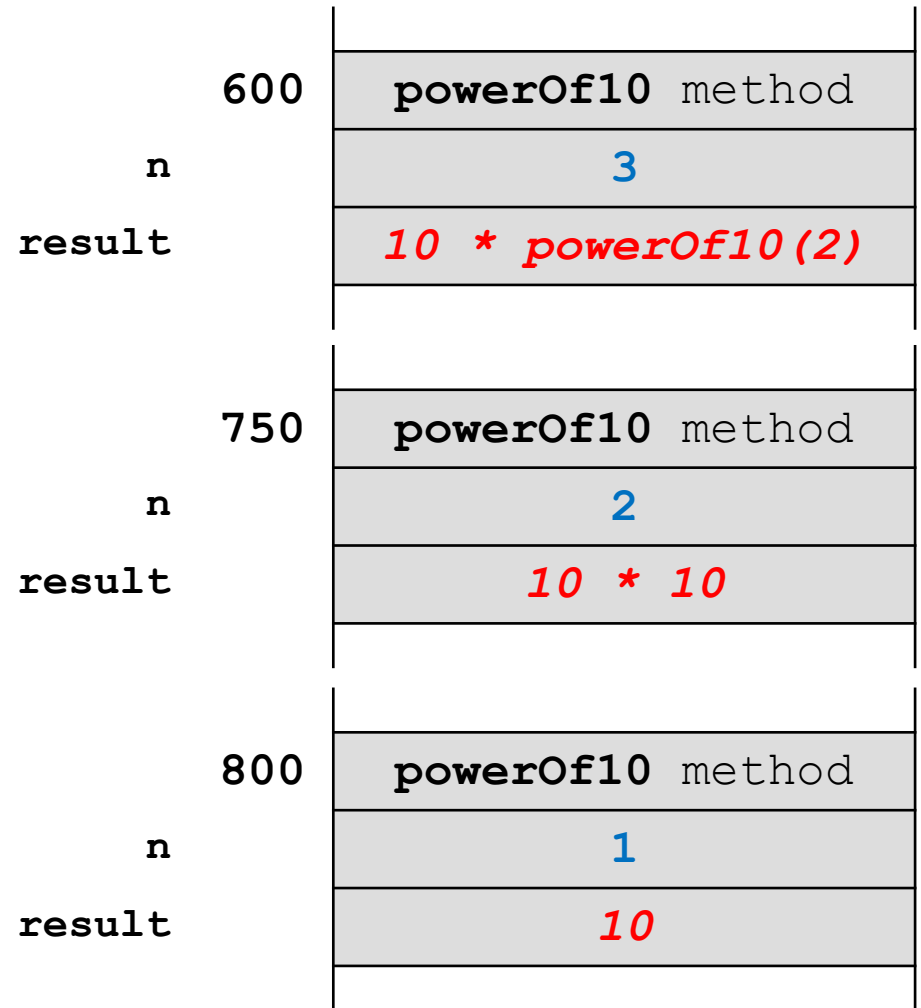 600 powerOf10 method
n 3
result 10 * powerOf10(2)
750 powerOf10 method
n 2
result 10 * 10
800 powerOf10 method
n 1
result 10